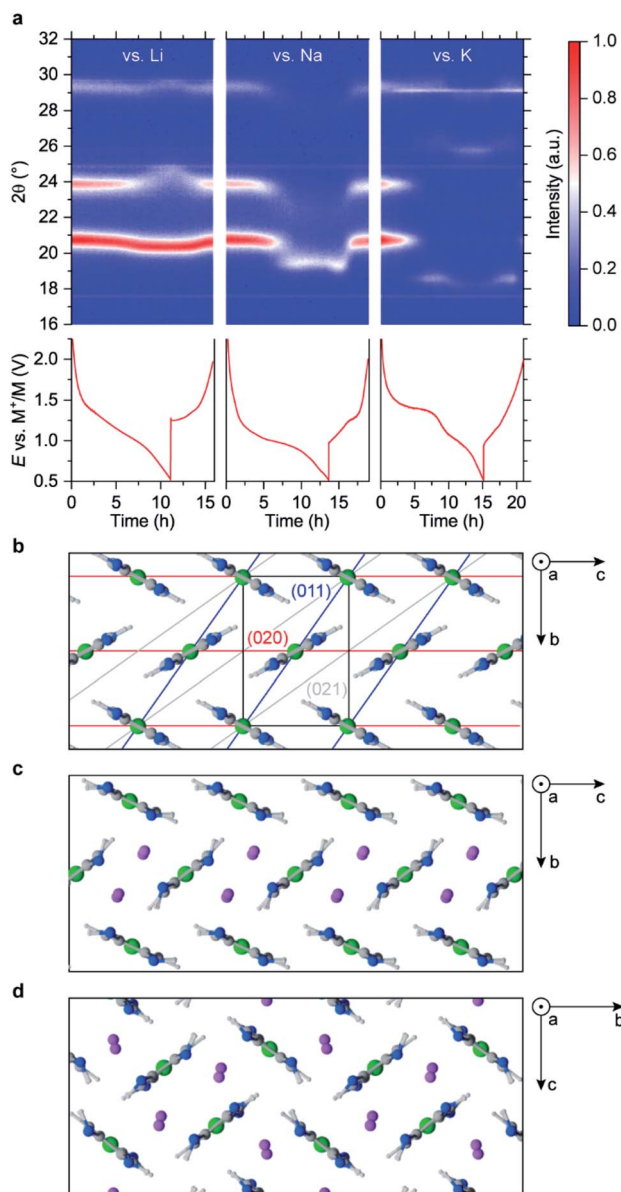 a
vs. Li vs. Na vs. K
32
30
28
26
24
22
20
18
16
2θ (°)
1.0
0.8
0.6
0.4
0.2
0.0
Intensity (a.u.)
2.0
1.5
1.0
0.5
E vs. M⁺/M (V)
0 5 10 15 0 5 10 15 0 5 10 15 20
Time (h) Time (h) Time (h)
b
(011)
(020)
(021)
a c
b
c
a c
b
d
a b
c